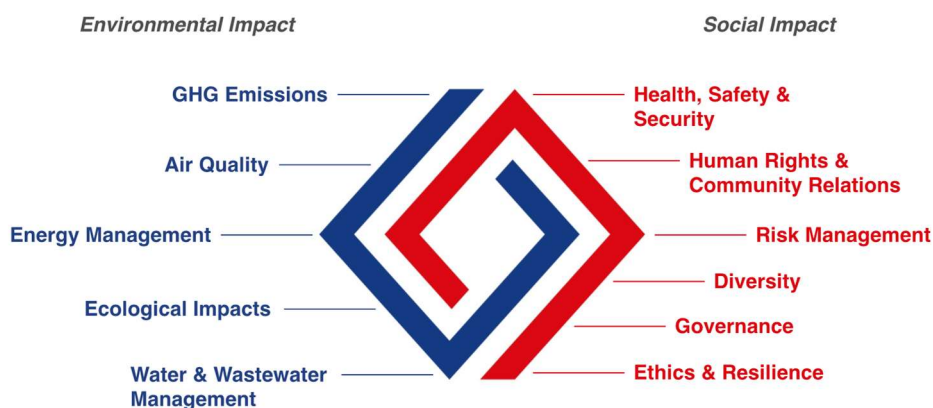 Environmental Impact
Social Impact
GHG Emissions
Air Quality
Energy Management
Ecological Impacts
Water & Wastewater
Management
Health, Safety &
Security
Human Rights &
Community Relations
Risk Management
Diversity
Governance
Ethics & Resilience